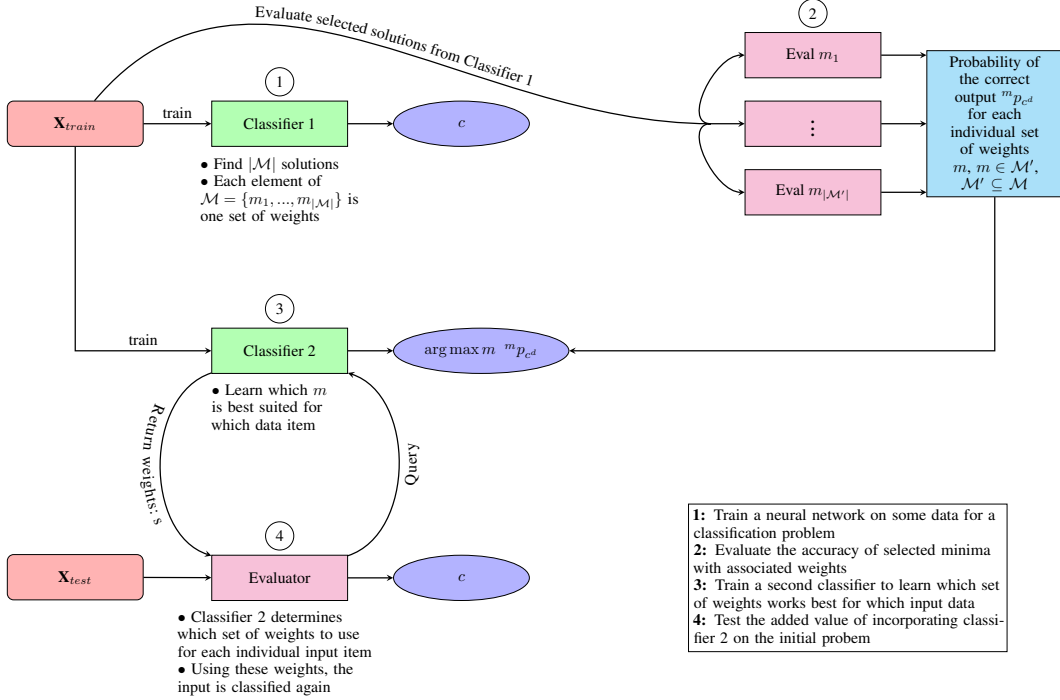 Evaluate selected solutions from Classifier 1
1
2
X_train
train
Classifier 1
c
• Find |M| solutions
• Each element of
M = {m_1, ..., m_|M|} is
one set of weights
Eval m_1
⋮
Eval m_|M′|
Probability of
the correct
output ^m p_{c^d}
for each
individual set
of weights
m, m ∈ M′,
M′ ⊆ M
3
train
Classifier 2
arg max m ^m p_{c^d}
• Learn which m
is best suited for
which data item
Return weights: s
Query
4
X_test
Evaluator
c
• Classifier 2 determines
which set of weights to use
for each individual input item
• Using these weights, the
input is classified again
1: Train a neural network on some data for a
classification problem
2: Evaluate the accuracy of selected minima
with associated weights
3: Train a second classifier to learn which set
of weights works best for which input data
4: Test the added value of incorporating classi-
fier 2 on the initial probem